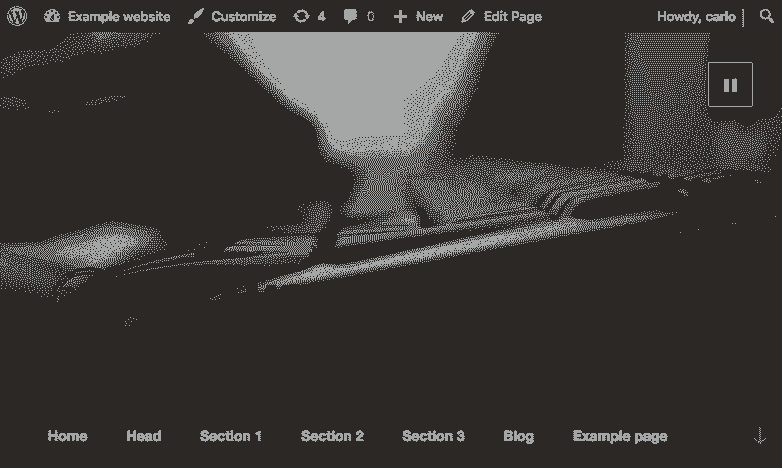 Example website Customize 4 0 New Edit Page Howdy, carlo
Home Head Section 1 Section 2 Section 3 Blog Example page